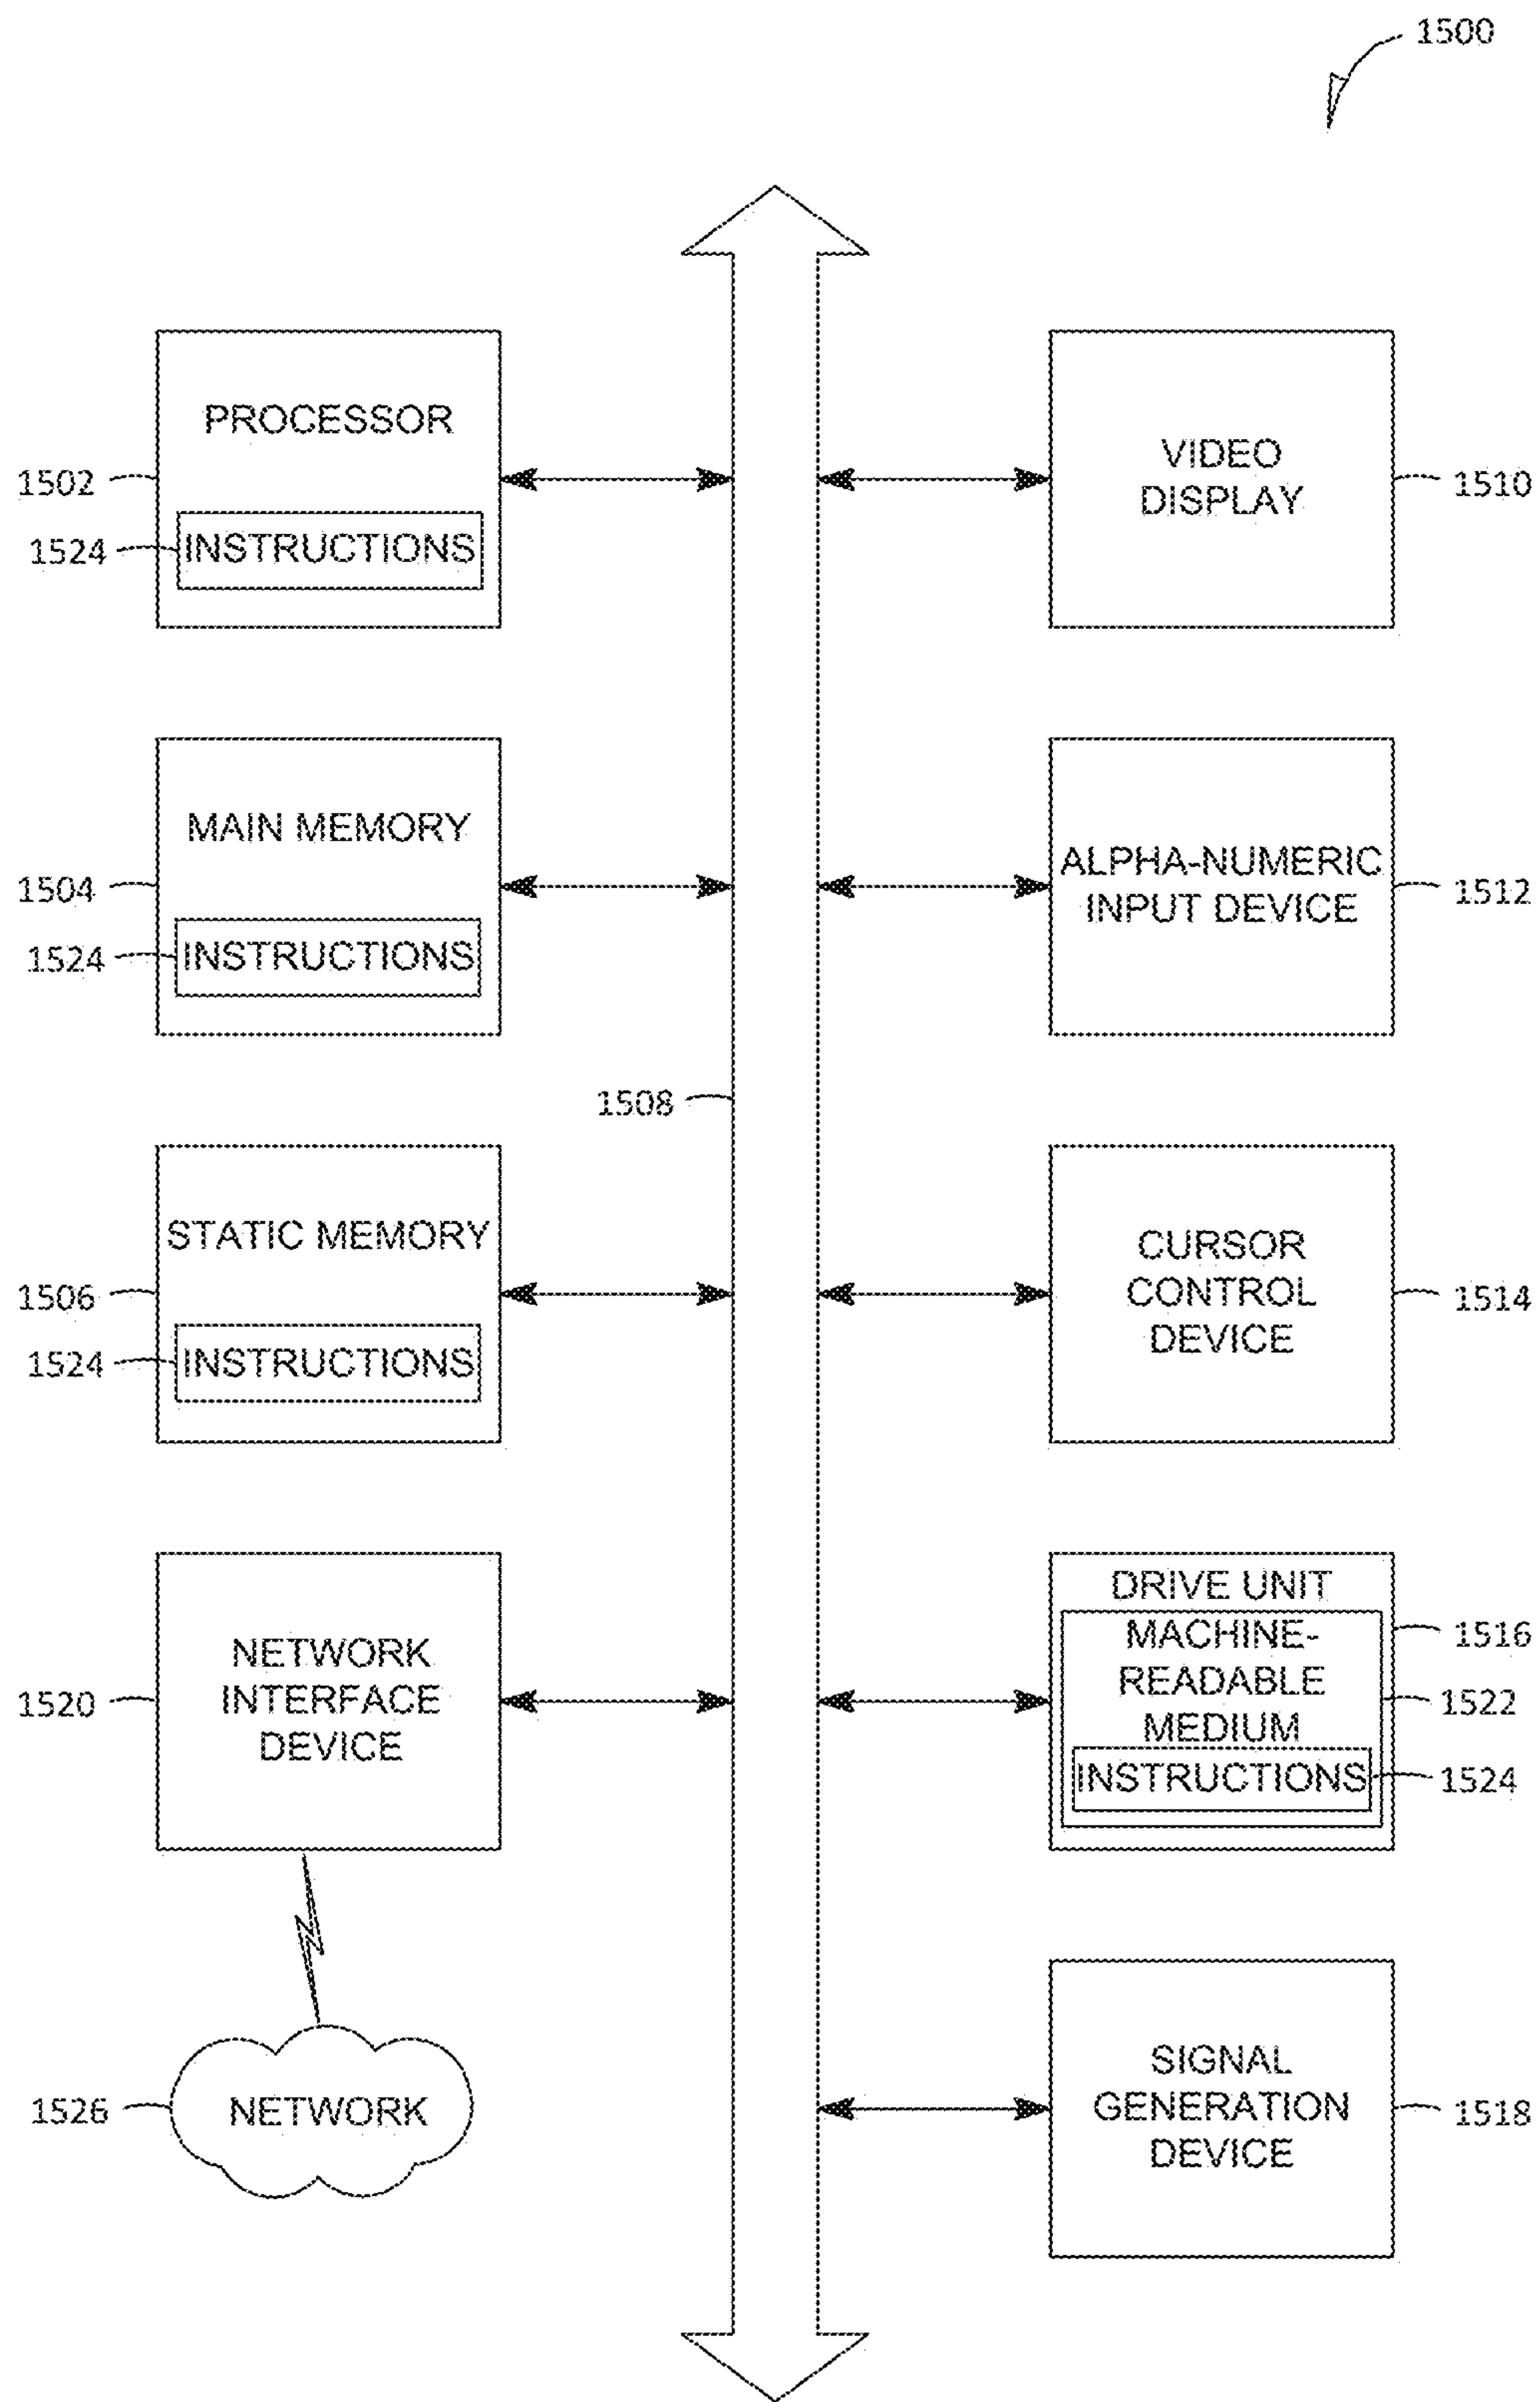 1500
PROCESSOR
1502
1524
INSTRUCTIONS
VIDEO
DISPLAY
1510
MAIN MEMORY
1504
1524
INSTRUCTIONS
ALPHA-NUMERIC
INPUT DEVICE
1512
1508
STATIC MEMORY
1506
1524
INSTRUCTIONS
CURSOR
CONTROL
DEVICE
1514
NETWORK
INTERFACE
DEVICE
1520
DRIVE UNIT
1516
MACHINE-
READABLE
MEDIUM
1522
INSTRUCTIONS
1524
1526
NETWORK
SIGNAL
GENERATION
DEVICE
1518